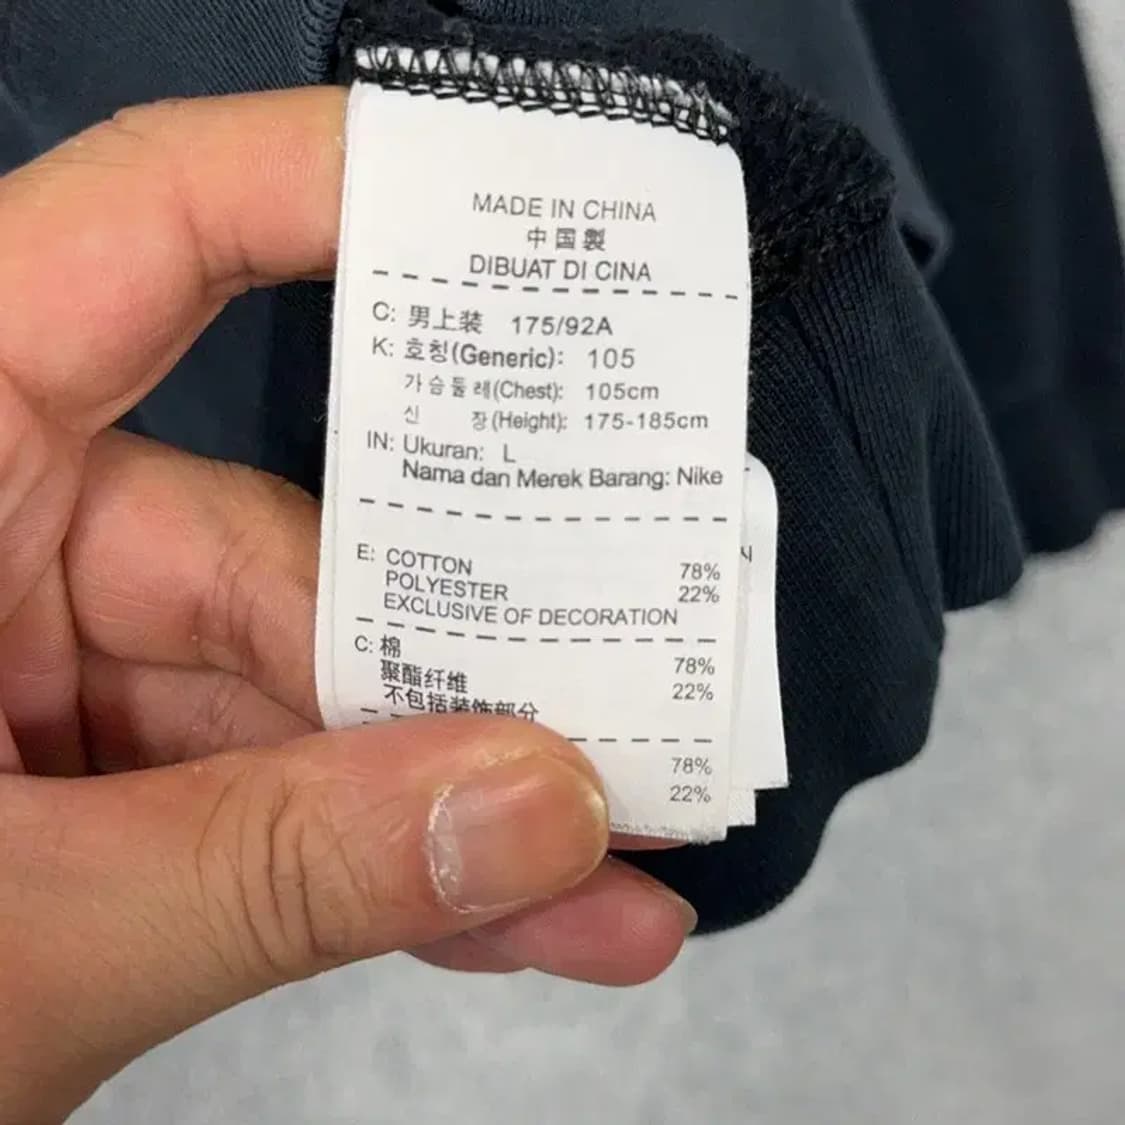 MADE IN CHINA
中国製
DIBUAT DI CINA
C: 男上装 175/92A
K: 호칭(Generic): 105
가슴둘레(Chest): 105cm
신 장(Height): 175-185cm
IN: Ukuran: L
Nama dan Merek Barang: Nike
E: COTTON 78%
POLYESTER 22%
EXCLUSIVE OF DECORATION
C: 棉 78%
聚酯纤维 22%
不包括装饰部分
78%
22%